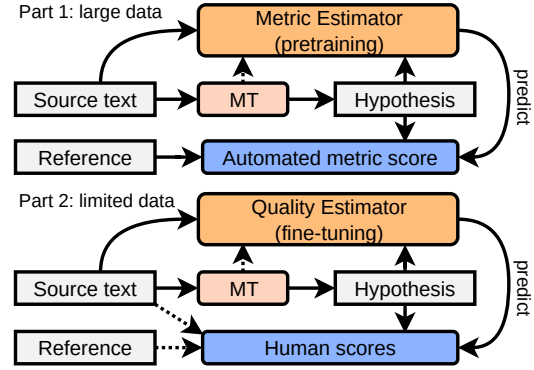 Part 1: large data
Metric Estimator
(pretraining)
predict
Source text
MT
Hypothesis
Reference
Automated metric score
Part 2: limited data
Quality Estimator
(fine-tuning)
predict
Source text
MT
Hypothesis
Reference
Human scores